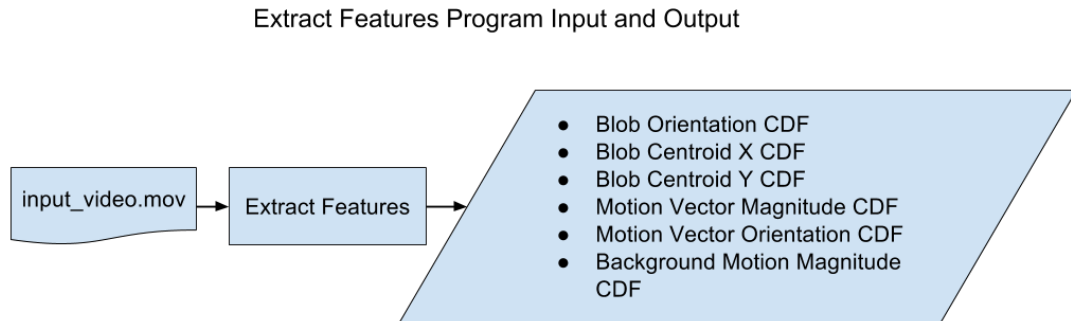 Extract Features Program Input and Output
input_video.mov
Extract Features
● Blob Orientation CDF
● Blob Centroid X CDF
● Blob Centroid Y CDF
● Motion Vector Magnitude CDF
● Motion Vector Orientation CDF
● Background Motion Magnitude
CDF